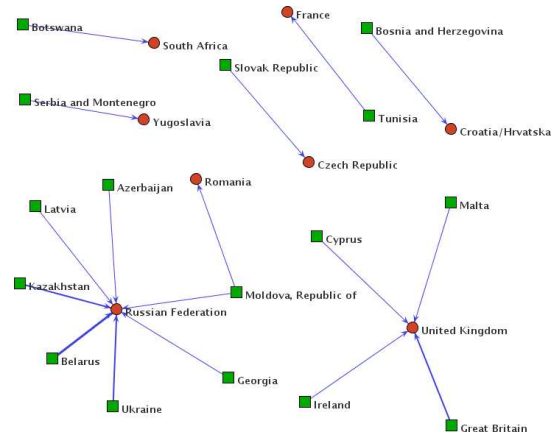 France
Botswana
Bosnia and Herzegovina
South Africa
Slovak Republic
Serbia and Montenegro
Tunisia
Yugoslavia
Croatia/Hrvatska
Czech Republic
Romania
Azerbaijan
Malta
Latvia
Cyprus
Kazakhstan
Moldova, Republic of
Russian Federation
United Kingdom
Belarus
Georgia
Ireland
Ukraine
Great Britain